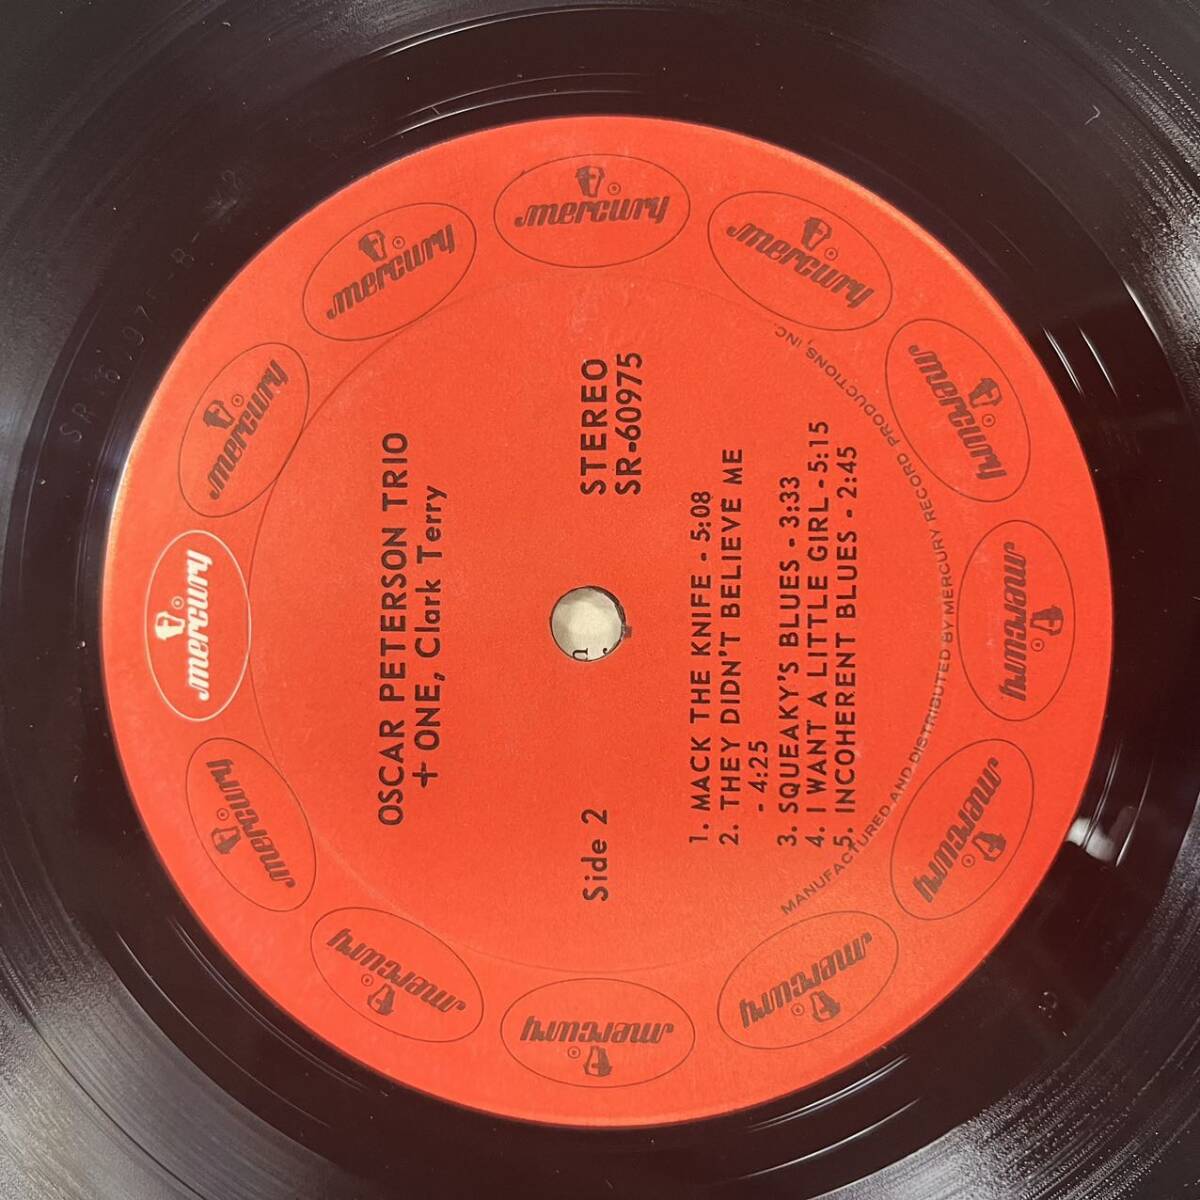 mercury
OSCAR PETERSON TRIO
+ ONE, Clark Terry
Side 2
STEREO
SR-60975
1. MACK THE KNIFE - 5:08
2. THEY DIDN'T BELIEVE ME
- 4:25
3. SQUEAKY'S BLUES - 3:33
4. I WANT A LITTLE GIRL - 5:15
5. INCOHERENT BLUES - 2:45
MANUFACTURED AND DISTRIBUTED BY MERCURY RECORD PRODUCTIONS, INC.
mercury
mercury
mercury
mercury
mercury
mercury
mercury
mercury
mercury
mercury
mercury